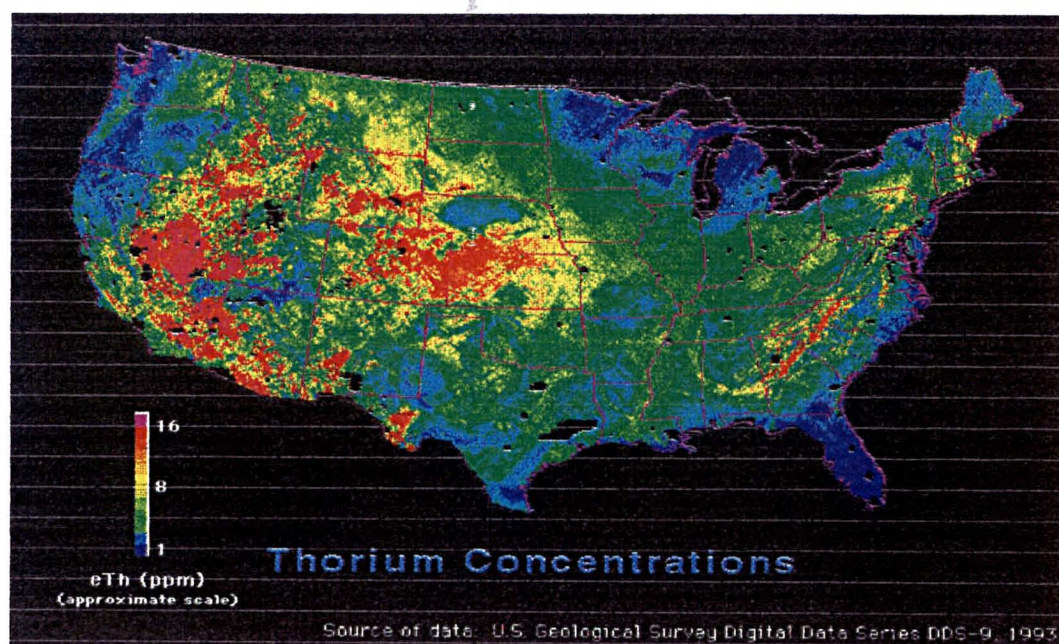 16
8
1
eTh (ppm)
(approximate scale)
Thorium Concentrations
Source of data: U.S. Geological Survey Digital Data Series DDS-9, 1993